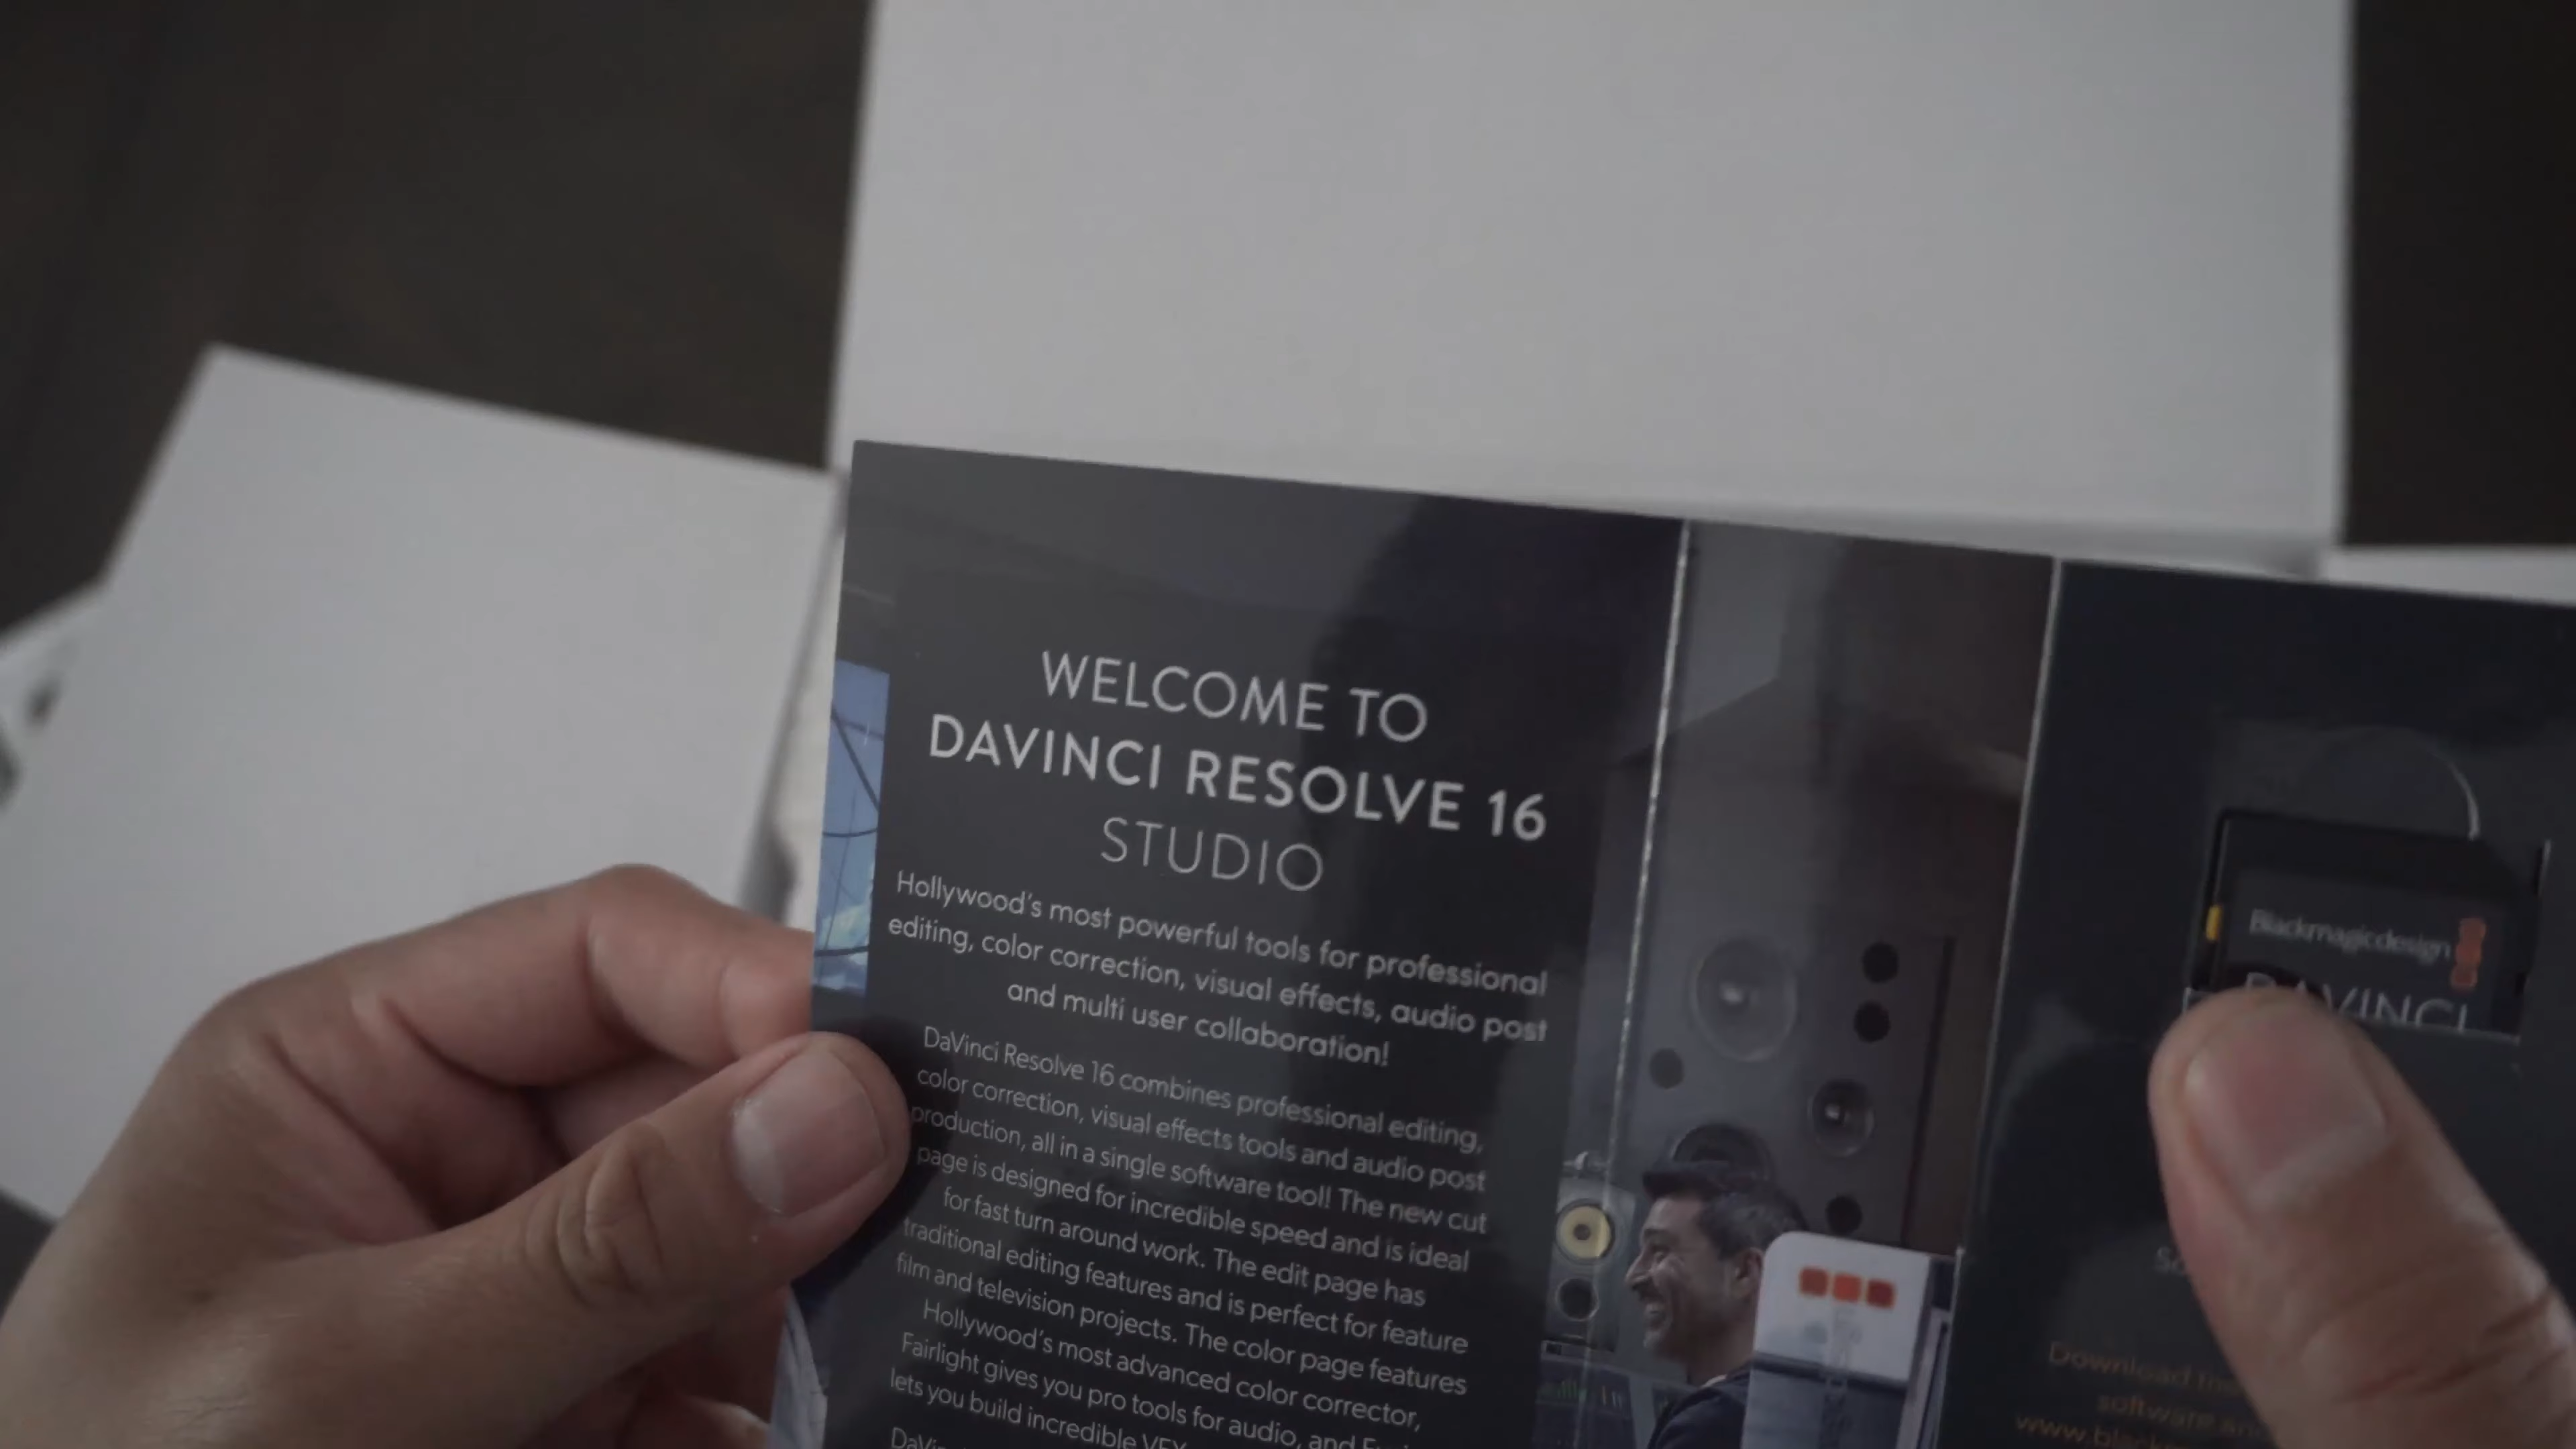 WELCOME TO
DAVINCI RESOLVE 16
STUDIO
Hollywood's most powerful tools for professional
editing, color correction, visual effects, audio post
and multi user collaboration!
DaVinci Resolve 16 combines professional editing,
color correction, visual effects tools and audio post
production, all in a single software tool! The new cut
page is designed for incredible speed and is ideal
for fast turn around work. The edit page has
traditional editing features and is perfect for feature
film and television projects. The color page features
Hollywood's most advanced color corrector,
Fairlight gives you pro tools for audio, and
lets you build incredible VFX
Blackmagicdesign
DAVINCI
Download the
software and